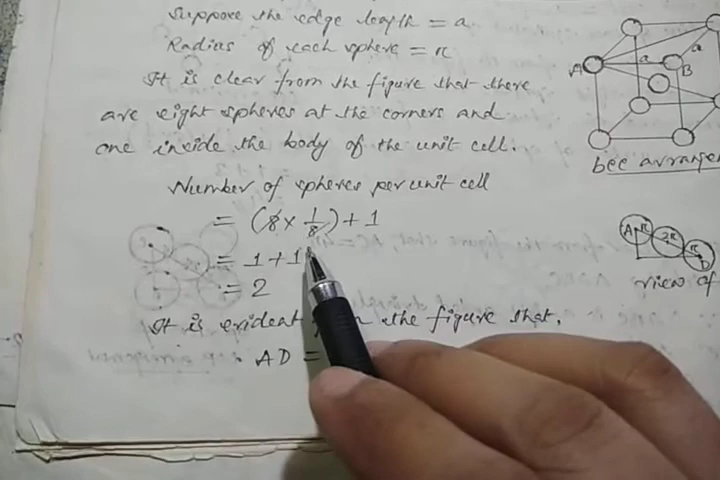 Suppose the edge length = a
Radius of each sphere = r
It is clear from the figure that there
are eight spheres at the corners and
one inside the body of the unit cell.
Number of spheres per unit cell
= (8 × 1/8) + 1
= 1 + 1
= 2
It is evident the figure that,
AD =
A
a
a
B
bcc
A r
2r
r
D
view of